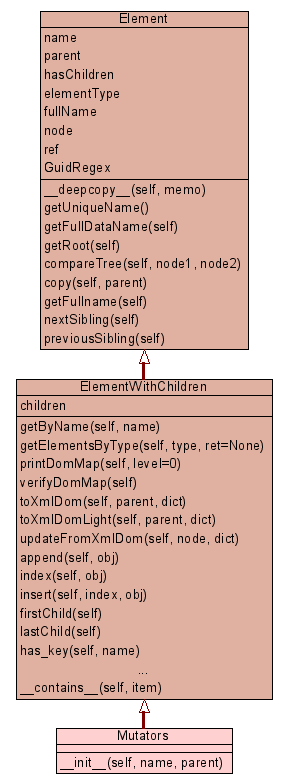 Element
name
parent
hasChildren
elementType
fullName
node
ref
GuidRegex
__deepcopy__(self, memo)
getUniqueName()
getFullDataName(self)
getRoot(self)
compareTree(self, node1, node2)
copy(self, parent)
getFullname(self)
nextSibling(self)
previousSibling(self)
ElementWithChildren
children
getByName(self, name)
getElementsByType(self, type, ret=None)
printDomMap(self, level=0)
verifyDomMap(self)
toXmlDom(self, parent, dict)
toXmlDomLight(self, parent, dict)
updateFromXmlDom(self, node, dict)
append(self, obj)
index(self, obj)
insert(self, index, obj)
firstChild(self)
lastChild(self)
has_key(self, name)
...
__contains__(self, item)
Mutators
__init__(self, name, parent)